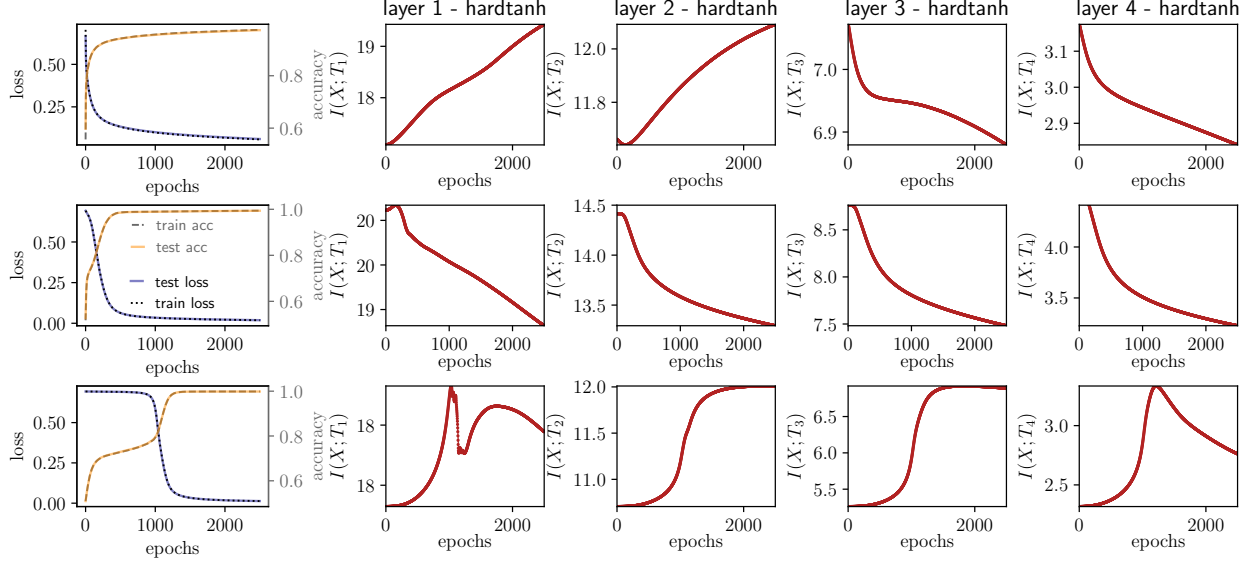 layer 1 - hardtanh
layer 2 - hardtanh
layer 3 - hardtanh
layer 4 - hardtanh
loss
0.50
0.25
0.8
0.6
accuracy
0 1000 2000
epochs
I(X; T₁)
19
18
0 2000
epochs
I(X; T₂)
12.0
11.8
0 2000
epochs
I(X; T₃)
7.0
6.9
0 2000
epochs
I(X; T₄)
3.1
3.0
2.9
0 2000
epochs
loss
0.50
0.25
0.00
train acc
test acc
test loss
train loss
1.0
0.8
0.6
accuracy
0 1000 2000
epochs
I(X; T₁)
20
20
19
0 1000 2000
epochs
I(X; T₂)
14.5
13.5
0 1000 2000
epochs
I(X; T₃)
8.5
8.0
7.5
0 1000 2000
epochs
I(X; T₄)
4.0
3.5
0 1000 2000
epochs
loss
0.50
0.25
0.00
1.0
0.8
0.6
accuracy
0 1000 2000
epochs
I(X; T₁)
18
18
0 2000
epochs
I(X; T₂)
12.0
11.5
11.0
0 2000
epochs
I(X; T₃)
6.5
6.0
5.5
0 2000
epochs
I(X; T₄)
3.0
2.5
0 2000
epochs